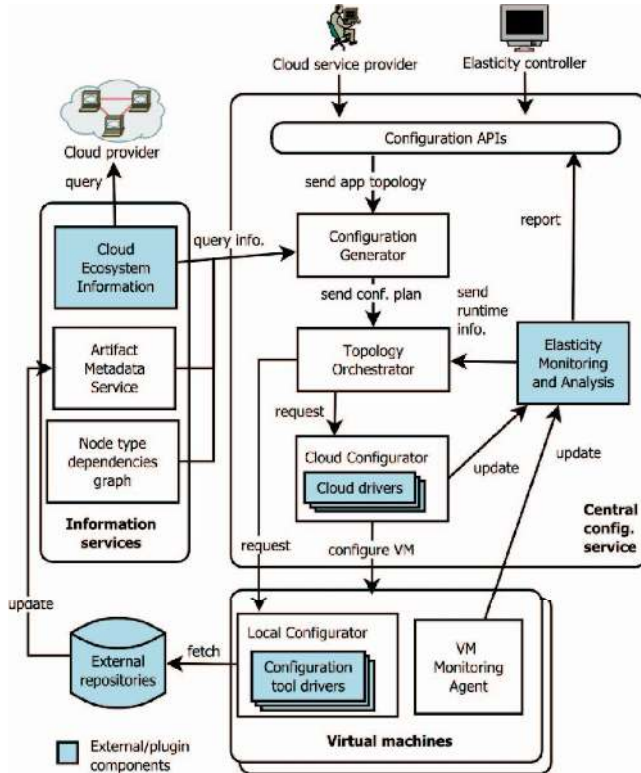 Cloud service provider
Elasticity controller
Cloud provider
query
Configuration APIs
send app topology
report
Cloud
Ecosystem
Information
query info.
Configuration
Generator
send conf. plan
send
runtime
info.
Artifact
Metadata
Service
Topology
Orchestrator
Elasticity
Monitoring
and Analysis
request
Node type
dependencies
graph
Cloud Configurator
Cloud drivers
update
update
Information
services
request
configure VM
Central
config.
service
update
External
repositories
fetch
Local Configurator
Configuration
tool drivers
VM
Monitoring
Agent
Virtual machines
External/plugin
components